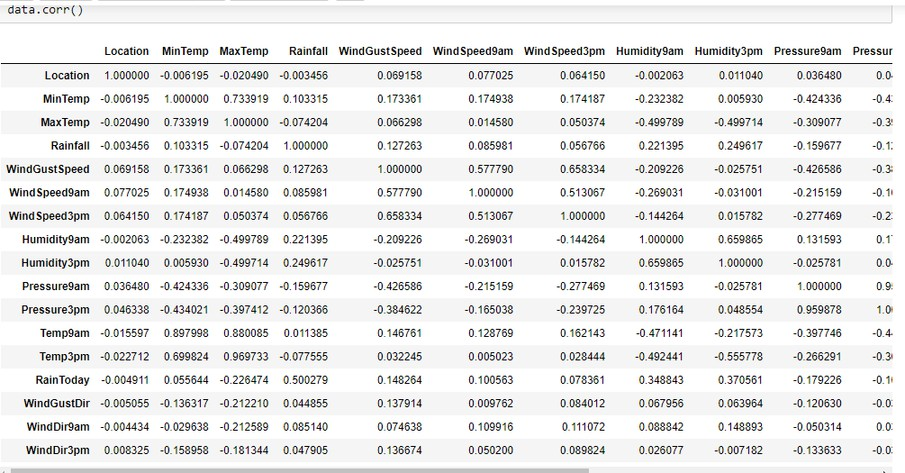 data.corr()
Location MinTemp MaxTemp Rainfall WindGustSpeed WindSpeed9am WindSpeed3pm Humidity9am Humidity3pm Pressure9am Pressur
Location 1.000000 -0.006195 -0.020490 -0.003456 0.069158 0.077025 0.064150 -0.002063 0.011040 0.036480 0.0
MinTemp -0.006195 1.000000 0.733919 0.103315 0.173361 0.174938 0.174187 -0.232382 0.005930 -0.424336 -0.4
MaxTemp -0.020490 0.733919 1.000000 -0.074204 0.066298 0.014580 0.050374 -0.499789 -0.499714 -0.309077 -0.3
Rainfall -0.003456 0.103315 -0.074204 1.000000 0.127263 0.085981 0.056766 0.221395 0.249617 -0.159677 -0.1
WindGustSpeed 0.069158 0.173361 0.066298 0.127263 1.000000 0.577790 0.658334 -0.209226 -0.025751 -0.426586 -0.3
WindSpeed9am 0.077025 0.174938 0.014580 0.085981 0.577790 1.000000 0.513067 -0.269031 -0.031001 -0.215159 -0.1
WindSpeed3pm 0.064150 0.174187 0.050374 0.056766 0.658334 0.513067 1.000000 -0.144264 0.015782 -0.277469 -0.2
Humidity9am -0.002063 -0.232382 -0.499789 0.221395 -0.209226 -0.269031 -0.144264 1.000000 0.659865 0.131593 0.1
Humidity3pm 0.011040 0.005930 -0.499714 0.249617 -0.025751 -0.031001 0.015782 0.659865 1.000000 -0.025781 0.0
Pressure9am 0.036480 -0.424336 -0.309077 -0.159677 -0.426586 -0.215159 -0.277469 0.131593 -0.025781 1.000000 0.9
Pressure3pm 0.046338 -0.434021 -0.397412 -0.120366 -0.384622 -0.165038 -0.239725 0.176164 0.048554 0.959878 1.0
Temp9am -0.015597 0.897998 0.880085 0.011385 0.146761 0.128769 0.162143 -0.471141 -0.217573 -0.397746 -0.4
Temp3pm -0.022712 0.699824 0.969733 -0.077555 0.032245 0.005023 0.028444 -0.492441 -0.555778 -0.266291 -0.3
RainToday -0.004911 0.055644 -0.226474 0.500279 0.148264 0.100563 0.078361 0.348843 0.370561 -0.179226 -0.1
WindGustDir -0.005055 -0.136317 -0.212210 0.044855 0.137914 0.009762 0.084012 0.067956 0.063964 -0.120630 -0.0
WindDir9am -0.004434 -0.029638 -0.212589 0.085140 0.074638 0.109916 0.111072 0.088842 0.148893 -0.050314 0.0
WindDir3pm 0.008325 -0.158958 -0.181344 0.047905 0.136674 0.050200 0.089824 0.026077 -0.007182 -0.133633 -0.0